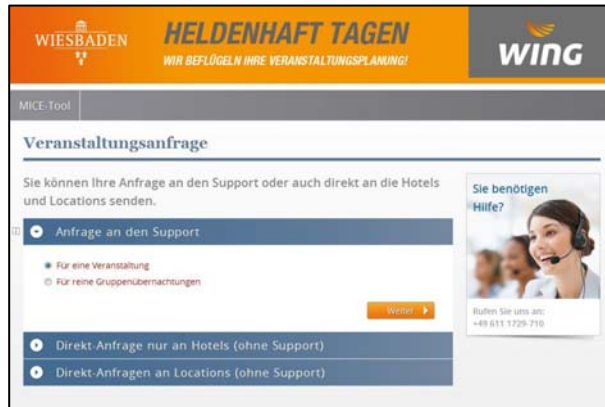 WIESBADEN
HELDENHAFT TAGEN
WIR BEFLÜGELN IHRE VERANSTALTUNGSPLANUNG!
WING
MICE-Tool
Veranstaltungsanfrage
Sie können Ihre Anfrage an den Support oder auch direkt an die Hotels
und Locations senden.
Anfrage an den Support
Für eine Veranstaltung
Für reine Gruppenübernachtungen
Weiter
Direkt-Anfrage nur an Hotels (ohne Support)
Direkt-Anfragen an Locations (ohne Support)
Sie benötigen
Hilfe?
Rufen Sie uns an:
+49 611 1729-710